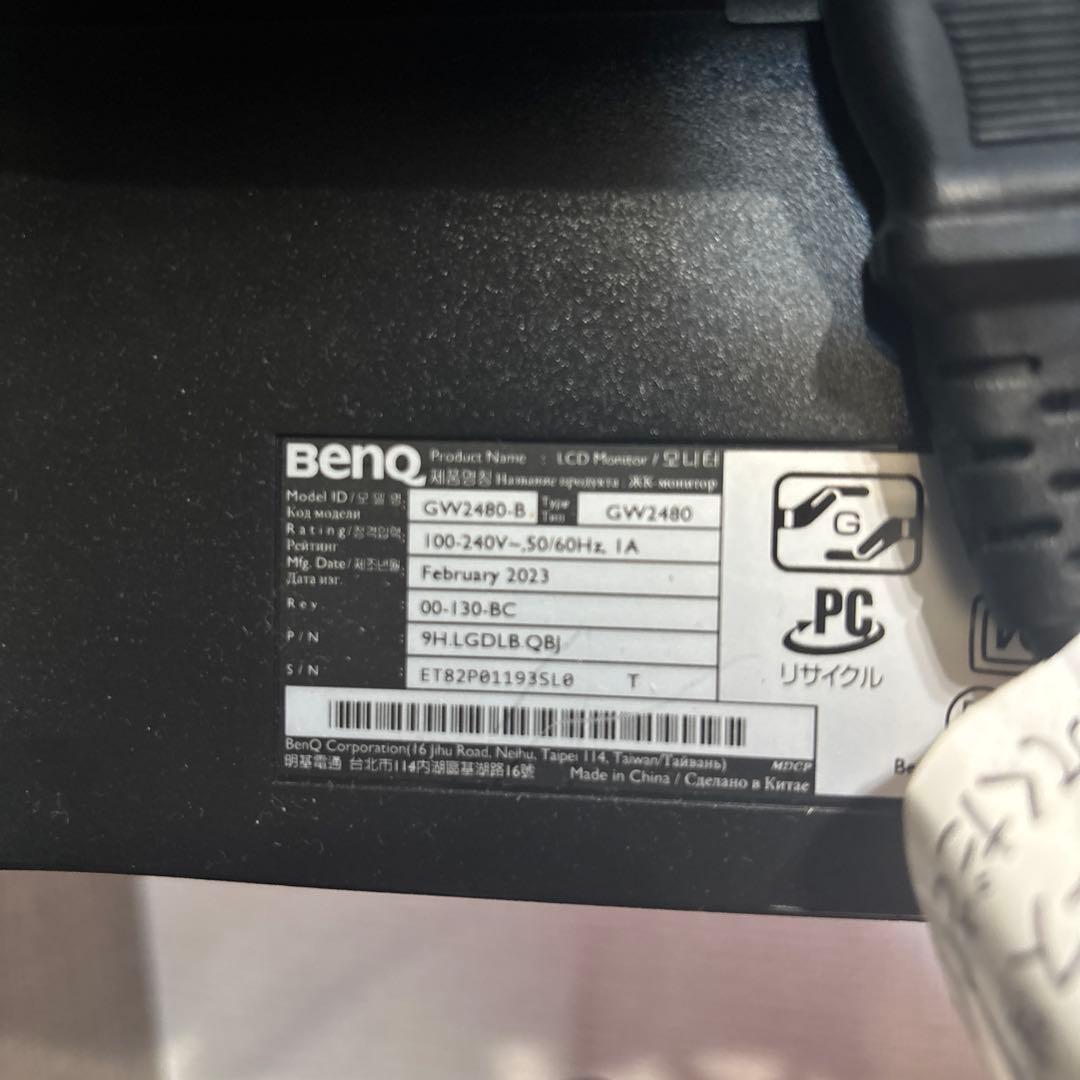 BenQ
Product Name : LCD Monitor / 모니터
제품명칭 Название продукта ЖК-монитор
Model ID/모델명: GW2480-B Type GW2480
Код модели Тип
Rating/정격입력: 100-240V~,50/60Hz, 1A
Рейтинг
Mfg. Date/제조년월: February 2023
Дата изг.
Rev : 00-130-BC
P/N : 9H.LGDLB.QBJ
S/N : ET82P01193SL0 T
BenQ Corporation(16 Jihu Road, Neihu, Taipei 114, Taiwan/Тайвань) MDCP
明基電通 台北市114內湖區基湖路16號 Made in China / Сделано в Китае
G
PC
リサイクル
Be